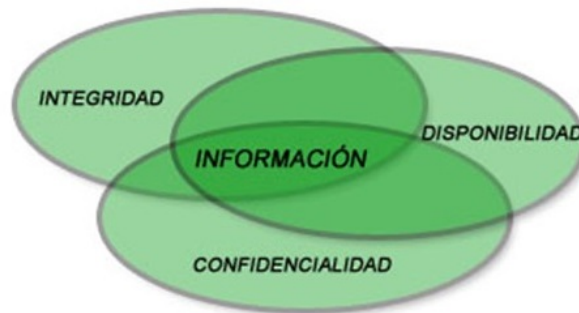 INTEGRIDAD
DISPONIBILIDAD
INFORMACIÓN
CONFIDENCIALIDAD